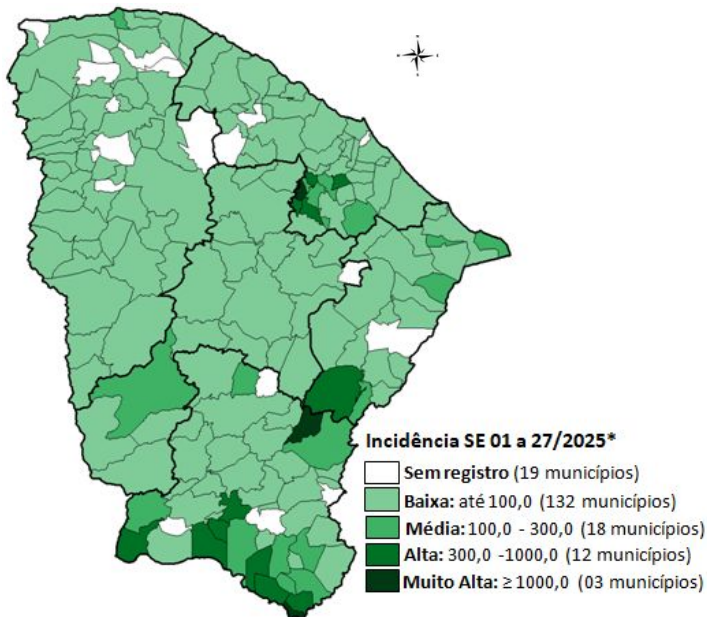 Incidência SE 01 a 27/2025*
Sem registro (19 municípios)
Baixa: até 100,0 (132 municípios)
Média: 100,0 - 300,0 (18 municípios)
Alta: 300,0 -1000,0 (12 municípios)
Muito Alta: ≥ 1000,0 (03 municípios)